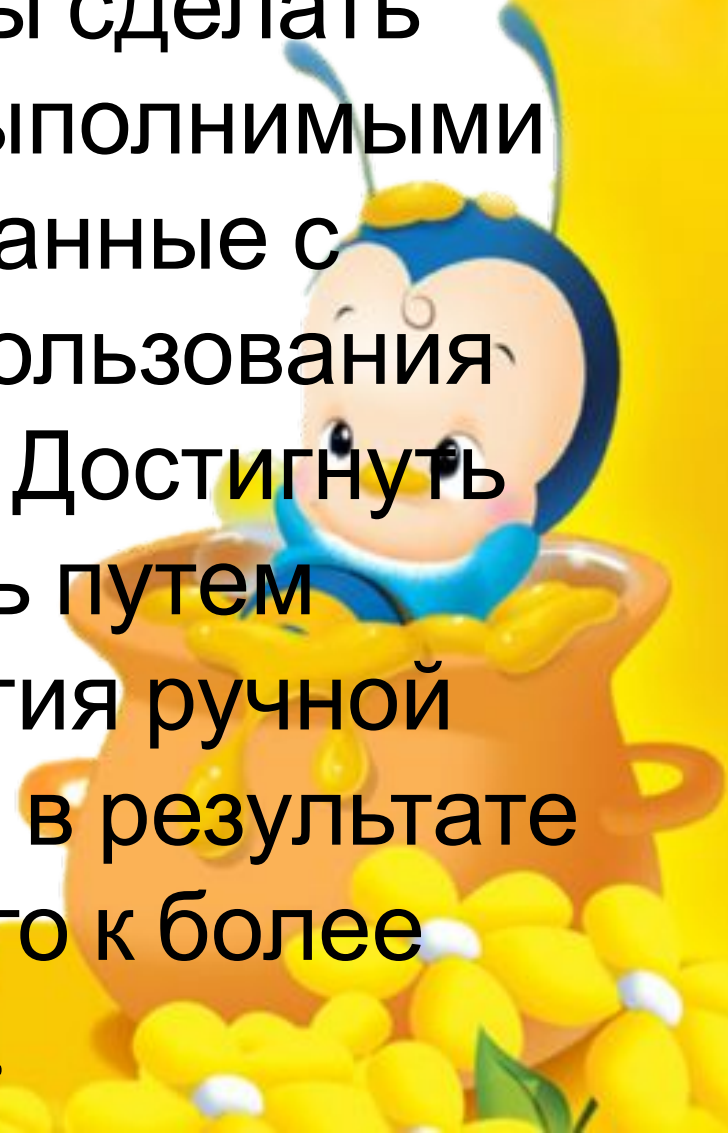 ы сделать
ыполнимыми
анные с
ользования
Достигнуть
ь путем
тия ручной
в результате
го к более